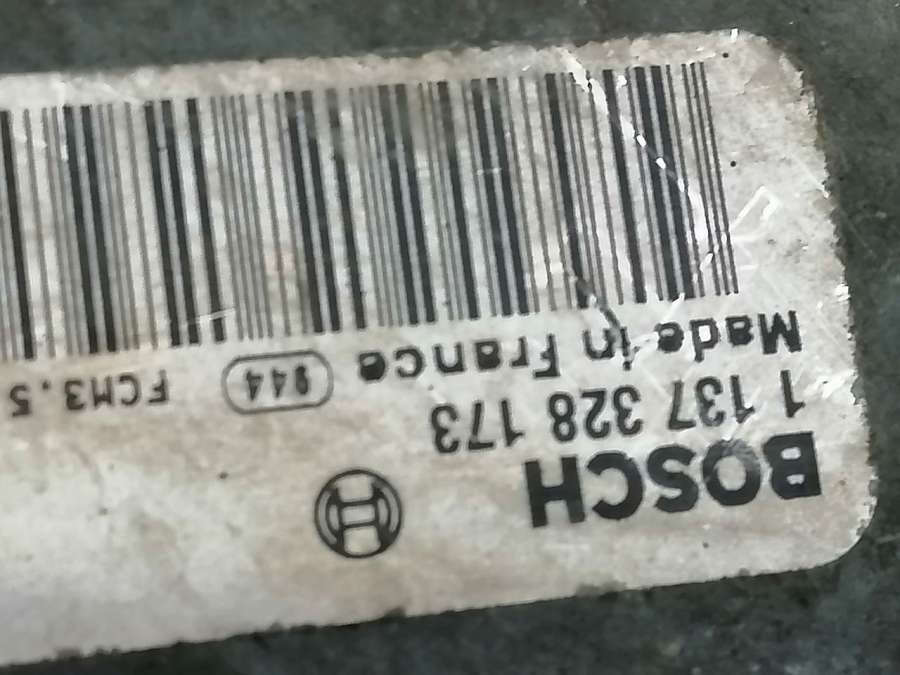 BOSCH
1 137 328 173
Made in France 944 FCM3.5